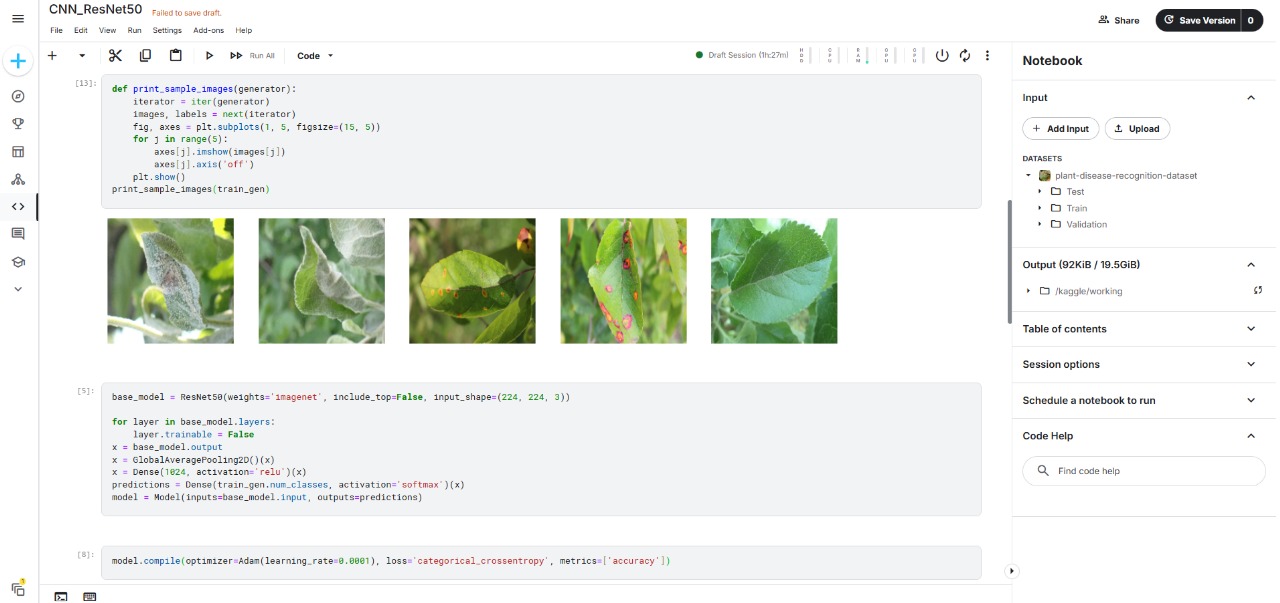 CNN_ResNet50 Failed to save draft.
File Edit View Run Settings Add-ons Help
Share
Save Version 0
Run All
Code
Draft Session (1h:27m)
HDD
CPU
RAM
GPU
GPU
[13]:
def print_sample_images(generator):
iterator = iter(generator)
images, labels = next(iterator)
fig, axes = plt.subplots(1, 5, figsize=(15, 5))
for j in range(5):
axes[j].imshow(images[j])
axes[j].axis('off')
plt.show()
print_sample_images(train_gen)
[5]:
base_model = ResNet50(weights='imagenet', include_top=False, input_shape=(224, 224, 3))
for layer in base_model.layers:
layer.trainable = False
x = base_model.output
x = GlobalAveragePooling2D()(x)
x = Dense(1024, activation='relu')(x)
predictions = Dense(train_gen.num_classes, activation='softmax')(x)
model = Model(inputs=base_model.input, outputs=predictions)
[8]:
model.compile(optimizer=Adam(learning_rate=0.0001), loss='categorical_crossentropy', metrics=['accuracy'])
Notebook
Input
Add Input
Upload
DATASETS
plant-disease-recognition-dataset
Test
Train
Validation
Output (92KiB / 19.5GiB)
/kaggle/working
Table of contents
Session options
Schedule a notebook to run
Code Help
Find code help
1